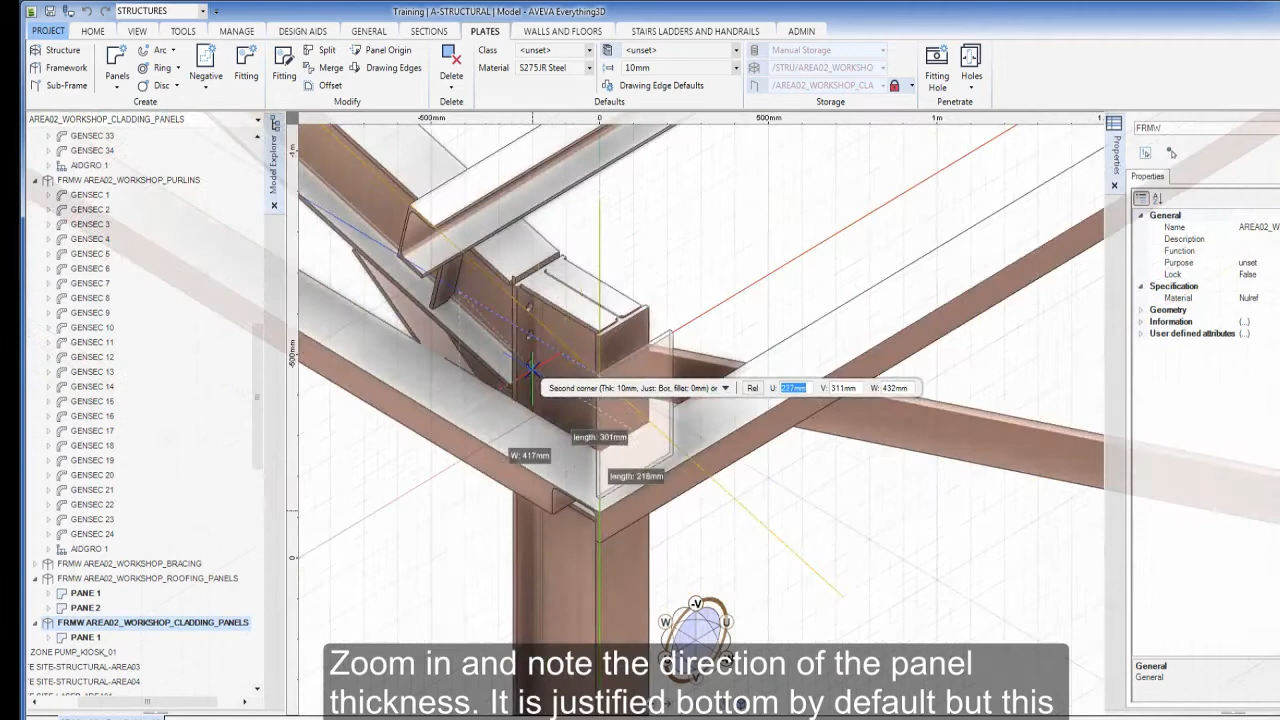 STRUCTURES
Training | A-STRUCTURAL | Model - AVEVA Everything3D
PROJECT HOME VIEW TOOLS MANAGE DESIGN AIDS GENERAL SECTIONS PLATES WALLS AND FLOORS STAIRS LADDERS AND HANDRAILS ADMIN
Structure Arc Split Panel Origin Class <unset> <unset> Manual Storage
Framework Panels Ring Negative Fitting Fitting Merge Drawing Edges Delete Material S275JR Steel 10mm /STRU/AREA02_WORKSHO Fitting Hole Holes
Sub-Frame Disc Offset Drawing Edge Defaults /AREA02_WORKSHOP_CLA
Create Modify Delete Defaults Storage Penetrate
AREA02_WORKSHOP_CLADDING_PANELS
GENSEC 33
GENSEC 34
AIDGRO 1
FRMW AREA02_WORKSHOP_PURLINS
GENSEC 1
GENSEC 2
GENSEC 3
GENSEC 4
GENSEC 5
GENSEC 6
GENSEC 7
GENSEC 8
GENSEC 9
GENSEC 10
GENSEC 11
GENSEC 12
GENSEC 13
GENSEC 14
GENSEC 15
GENSEC 16
GENSEC 17
GENSEC 18
GENSEC 19
GENSEC 20
GENSEC 21
GENSEC 22
GENSEC 23
GENSEC 24
AIDGRO 1
FRMW AREA02_WORKSHOP_BRACING
FRMW AREA02_WORKSHOP_ROOFING_PANELS
PANE 1
PANE 2
FRMW AREA02_WORKSHOP_CLADDING_PANELS
PANE 1
ZONE PUMP_KIOSK_01
E SITE-STRUCTURAL-AREA03
E SITE-STRUCTURAL-AREA04
Model Explorer
-600mm 0 500mm 1m 1.
-1m
-500mm
0
Second corner (Thk: 10mm, Just: Bot, fillet: 0mm) or Rel U: 227mm V: 311mm W: 432mm
length: 301mm
W: 417mm
length: 218mm
-V
W U
Properties
FRMW
Properties
General
Name AREA02_W
Description
Function
Purpose unset
Lock False
Specification
Material Nulref
Geometry
Information (...)
User defined attributes (...)
General
General
Zoom in and note the direction of the panel
thickness. It is justified bottom by default but this